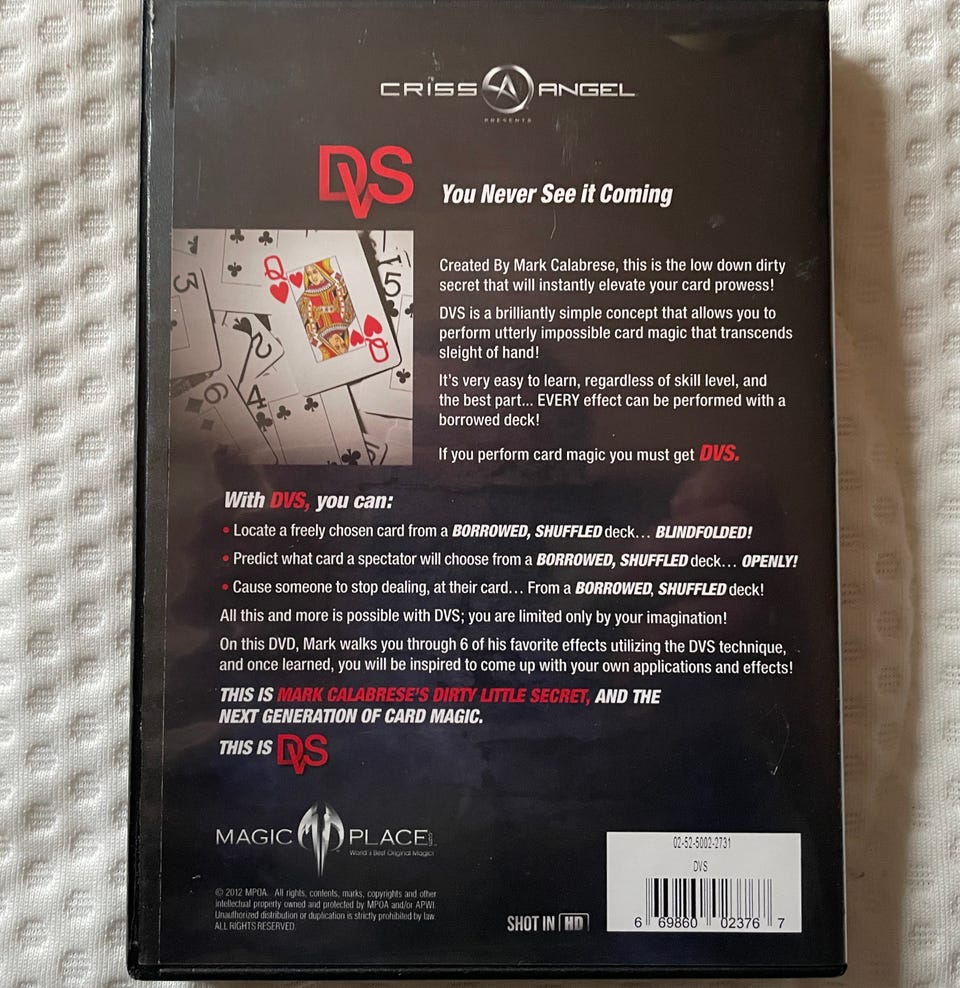 CRISS ANGEL
PRESENTS
DVS
You Never See it Coming
3
Q
5
2
6
4
Q
Created By Mark Calabrese, this is the low down dirty
secret that will instantly elevate your card prowess!
DVS is a brilliantly simple concept that allows you to
perform utterly impossible card magic that transcends
sleight of hand!
It's very easy to learn, regardless of skill level, and
the best part... EVERY effect can be performed with a
borrowed deck!
If you perform card magic you must get DVS.
With DVS, you can:
• Locate a freely chosen card from a BORROWED, SHUFFLED deck... BLINDFOLDED!
• Predict what card a spectator will choose from a BORROWED, SHUFFLED deck... OPENLY!
• Cause someone to stop dealing, at their card... From a BORROWED, SHUFFLED deck!
All this and more is possible with DVS; you are limited only by your imagination!
On this DVD, Mark walks you through 6 of his favorite effects utilizing the DVS technique,
and once learned, you will be inspired to come up with your own applications and effects!
THIS IS MARK CALABRESE'S DIRTY LITTLE SECRET, AND THE
NEXT GENERATION OF CARD MAGIC.
THIS IS DVS
MAGIC PLACE
World's Best Original Magic!
© 2012 MPOA. All rights, contents, marks, copyrights and other
intellectual property owned and protected by MPOA and/or APWI.
Unauthorized distribution or duplication is strictly prohibited by law.
ALL RIGHTS RESERVED.
SHOT IN HD
02-52-5002-2731
DVS
6 69860 02376 7